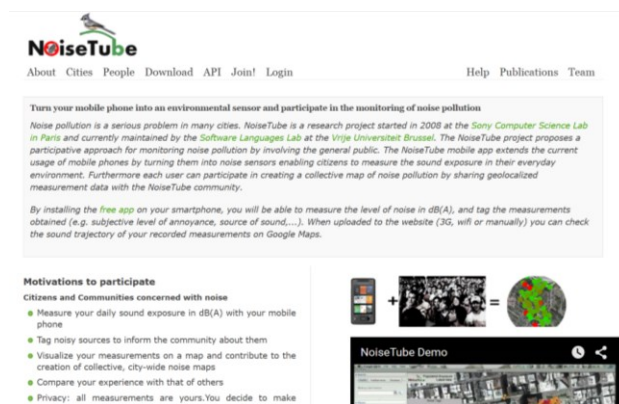 NoiseTube
About Cities People Download API Join! Login Help Publications Team
Turn your mobile phone into an environmental sensor and participate in the monitoring of noise pollution
Noise pollution is a serious problem in many cities. NoiseTube is a research project started in 2008 at the Sony Computer Science Lab
in Paris and currently maintained by the Software Languages Lab at the Vrije Universiteit Brussel. The NoiseTube project proposes a
participative approach for monitoring noise pollution by involving the general public. The NoiseTube mobile app extends the current
usage of mobile phones by turning them into noise sensors enabling citizens to measure the sound exposure in their everyday
environment. Furthermore each user can participate in creating a collective map of noise pollution by sharing geolocalized
measurement data with the NoiseTube community.
By installing the free app on your smartphone, you will be able to measure the level of noise in dB(A), and tag the measurements
obtained (e.g. subjective level of annoyance, source of sound,...). When uploaded to the website (3G, wifi or manually) you can check
the sound trajectory of your recorded measurements on Google Maps.
Motivations to participate
Citizens and Communities concerned with noise
Measure your daily sound exposure in dB(A) with your mobile
phone
Tag noisy sources to inform the community about them
Visualize your measurements on a map and contribute to the
creation of collective, city-wide noise maps
Compare your experience with that of others
Privacy: all measurements are yours.You decide to make
+ =
NoiseTube Demo